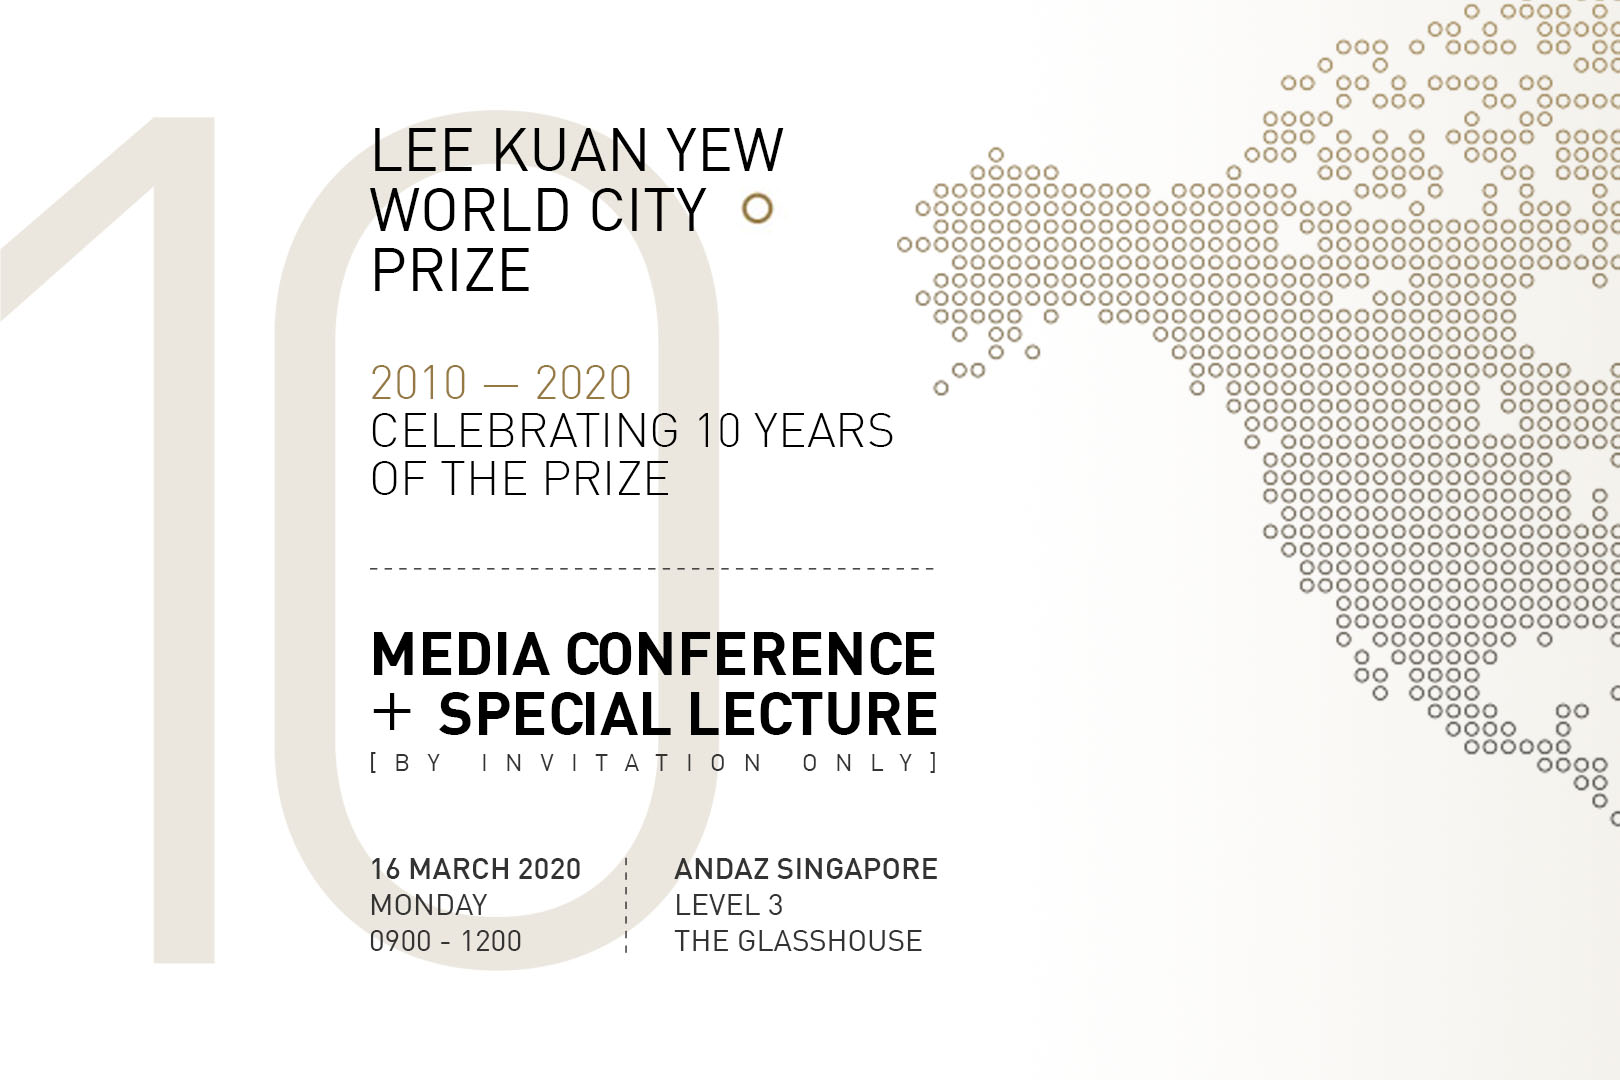 10
LEE KUAN YEW
WORLD CITY
PRIZE
2010 — 2020
CELEBRATING 10 YEARS
OF THE PRIZE
MEDIA CONFERENCE
+ SPECIAL LECTURE
[BY INVITATION ONLY]
16 MARCH 2020
MONDAY
0900 - 1200
ANDAZ SINGAPORE
LEVEL 3
THE GLASSHOUSE